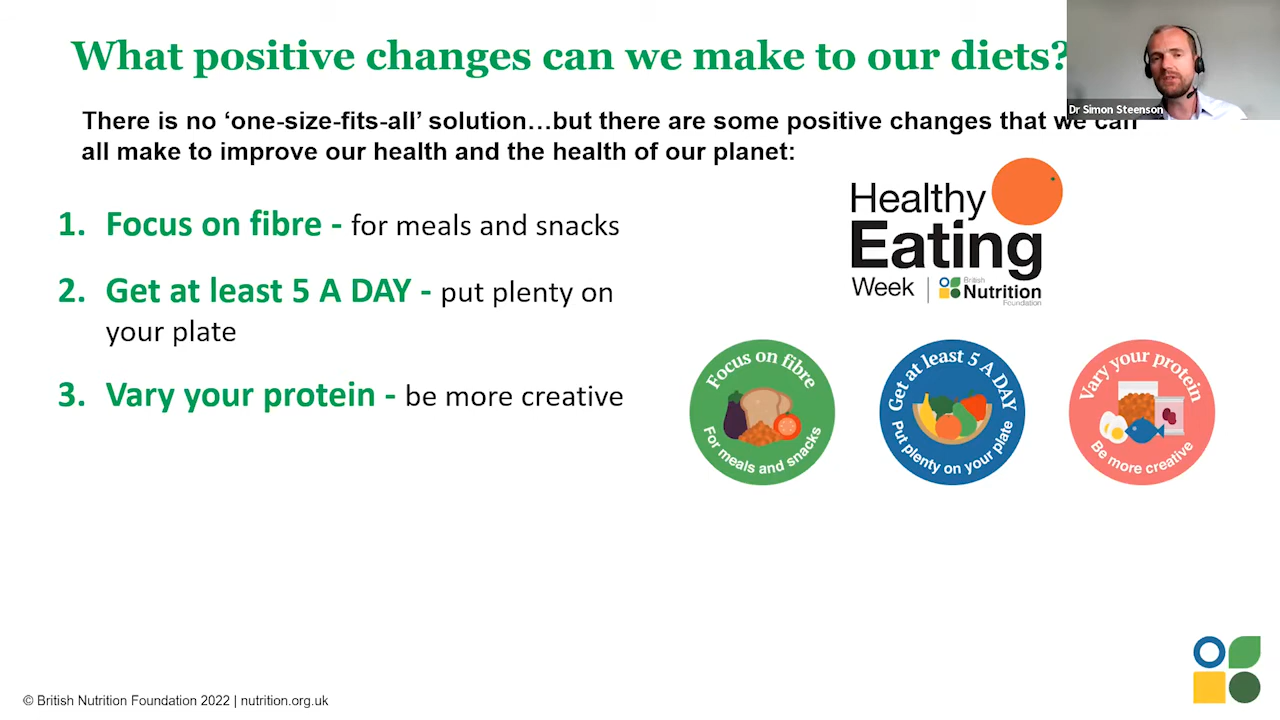 What positive changes can we make to our diets?
Dr Simon Steenson
There is no ‘one-size-fits-all’ solution…but there are some positive changes that we can
all make to improve our health and the health of our planet:
1. Focus on fibre - for meals and snacks
2. Get at least 5 A DAY - put plenty on
your plate
3. Vary your protein - be more creative
Healthy
Eating
Week
British
Nutrition
Foundation
Focus on fibre
For meals and snacks
Get at least 5 A DAY
Put plenty on your plate
Vary your protein
Be more creative
© British Nutrition Foundation 2022 | nutrition.org.uk